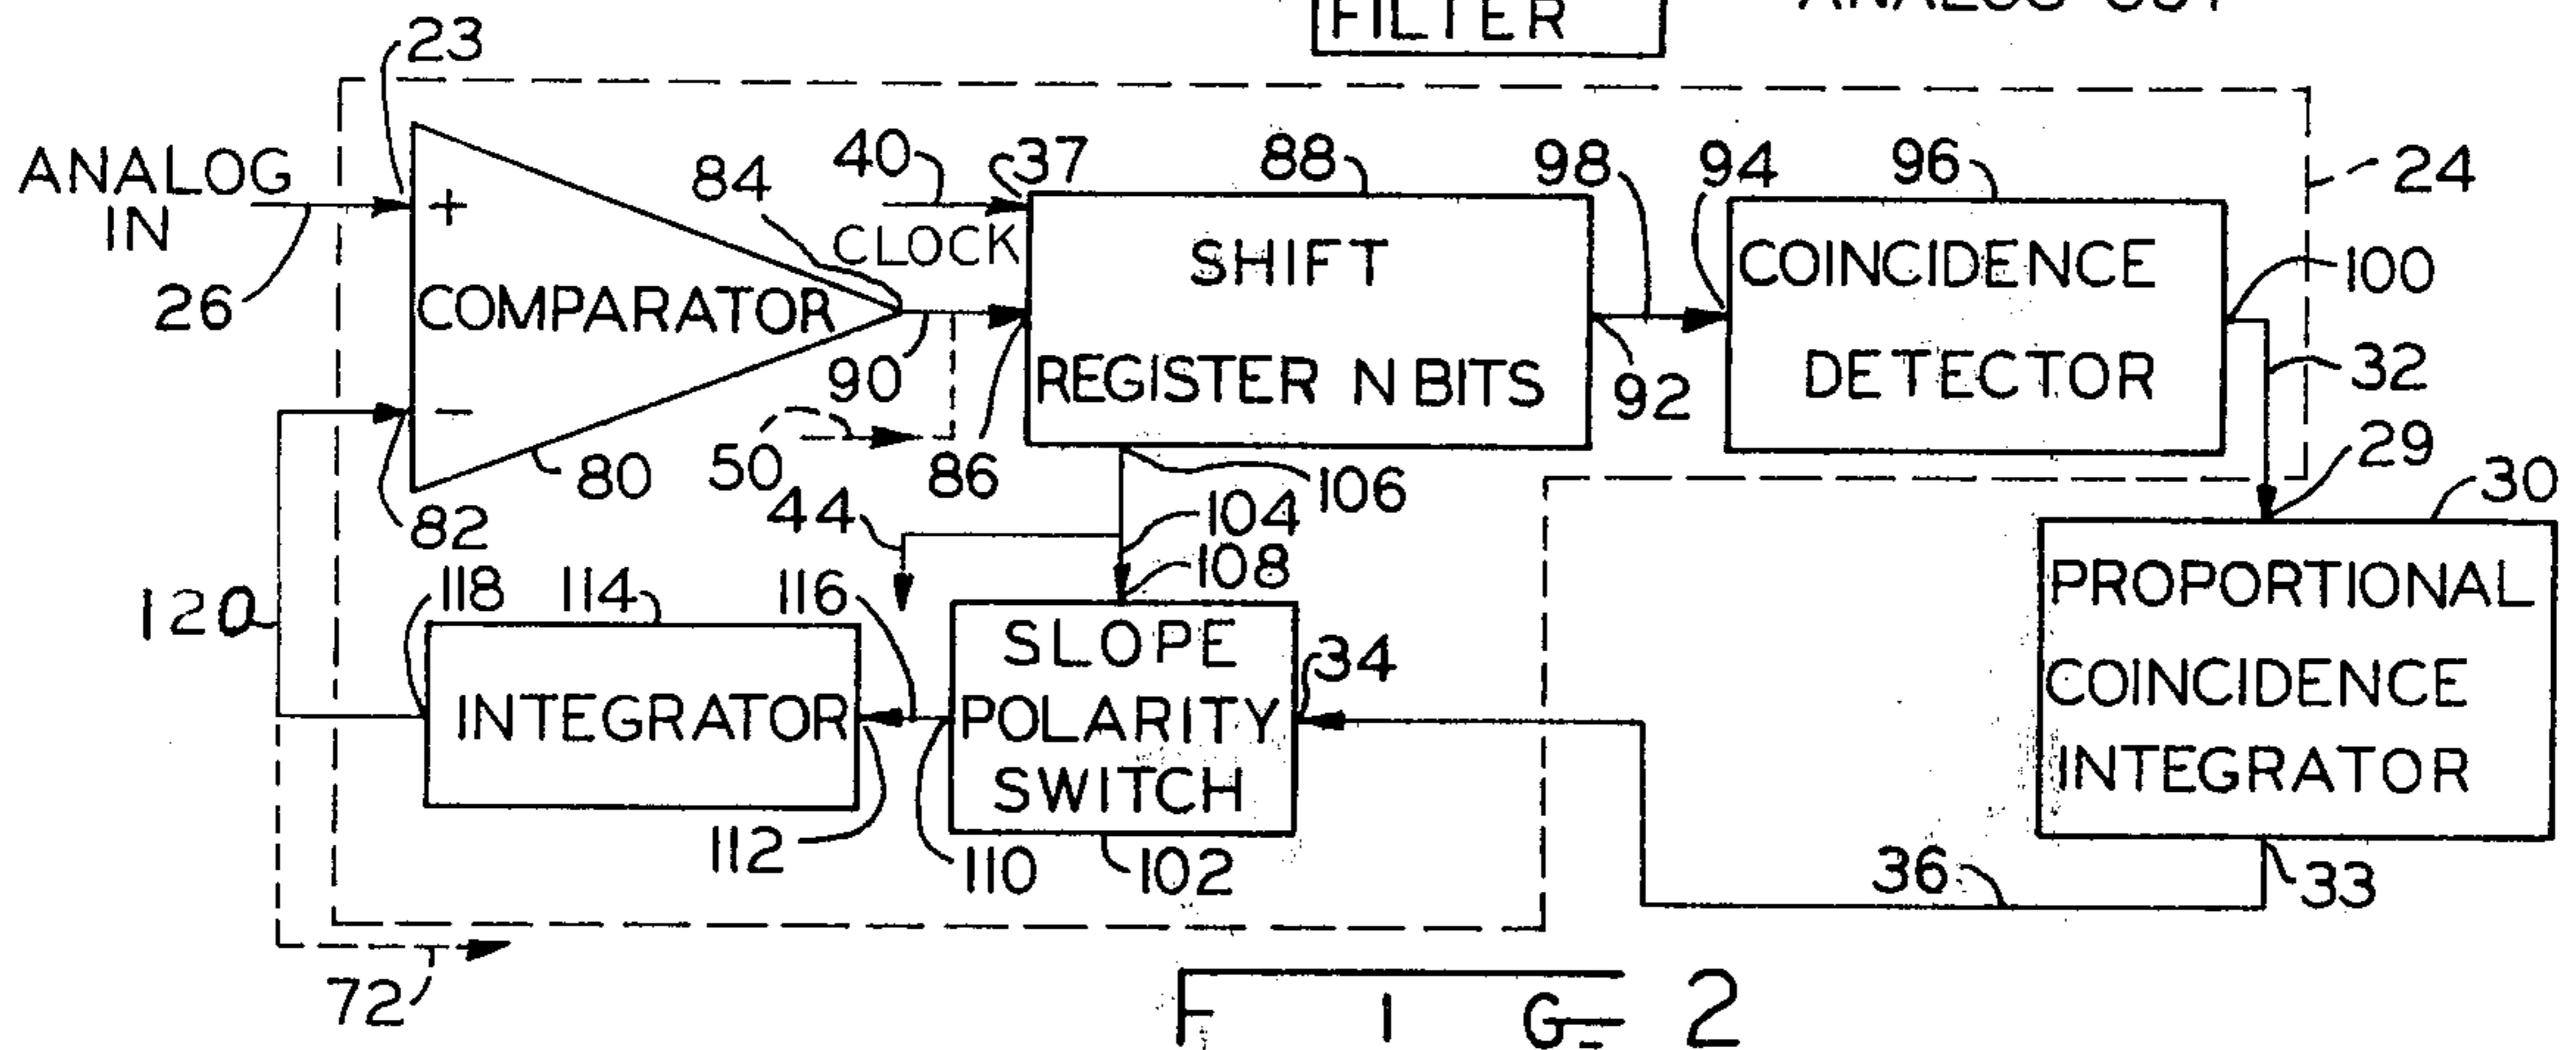 FILTER
23
ANALOG IN
26
84
40
37
CLOCK
88
98
94
96
24
+
COMPARATOR
SHIFT
REGISTER N BITS
COINCIDENCE
DETECTOR
100
32
90
50
86
92
29
-
80
82
44
106
104
108
30
PROPORTIONAL
COINCIDENCE
INTEGRATOR
120
118
114
116
SLOPE
POLARITY
SWITCH
34
INTEGRATOR
112
110
102
36
33
72
FIG_ 2